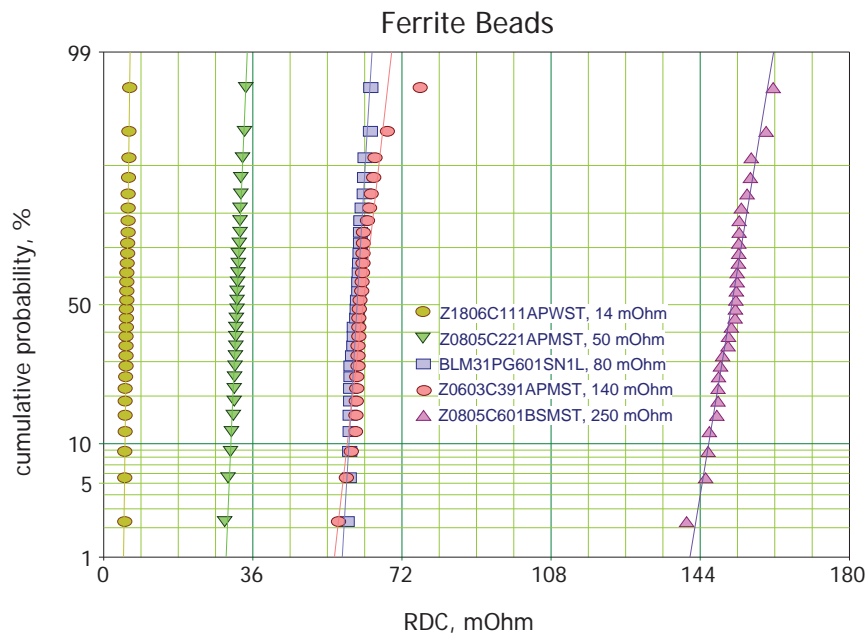 Ferrite Beads
99
50
10
5
1
cumulative probability, %
Z1806C111APWST, 14 mOhm
Z0805C221APMST, 50 mOhm
BLM31PG601SN1L, 80 mOhm
Z0603C391APMST, 140 mOhm
Z0805C601BSMST, 250 mOhm
0 36 72 108 144 180
RDC, mOhm